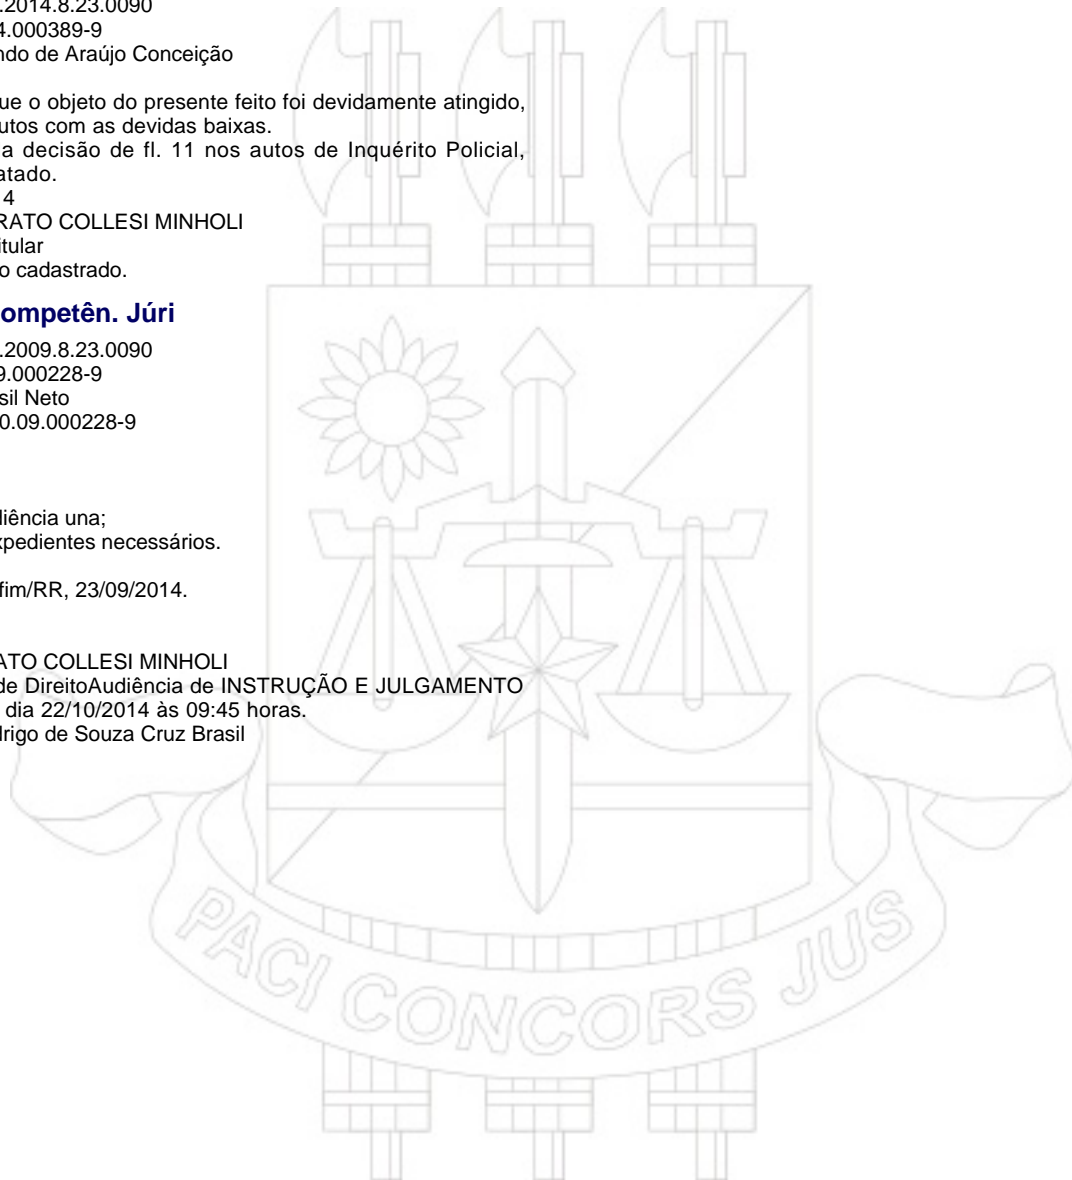 .2014.8.23.0090
4.000389-9
ndo de Araújo Conceição
ue o objeto do presente feito foi devidamente atingido,
utos com as devidas baixas.
a decisão de fl. 11 nos autos de Inquérito Policial,
atado.
4
RATO COLLESI MINHOLI
itular
o cadastrado.
ompetên. Júri
.2009.8.23.0090
9.000228-9
sil Neto
0.09.000228-9
diência una;
xpedientes necessários.
fim/RR, 23/09/2014.
ATO COLLESI MINHOLI
de DireitoAudiência de INSTRUÇÃO E JULGAMENTO
dia 22/10/2014 às 09:45 horas.
drigo de Souza Cruz Brasil
PACI CONCORS JUS